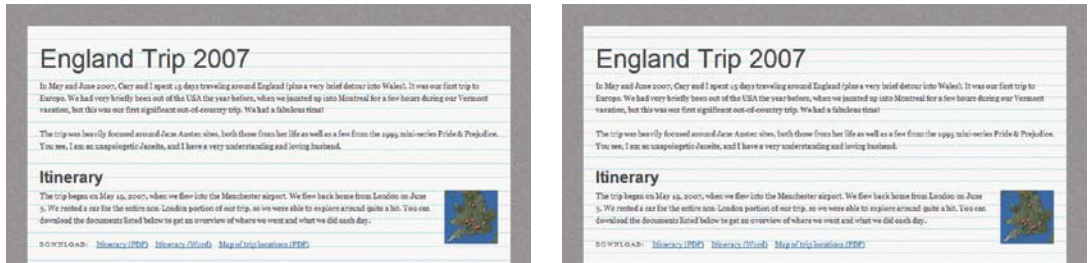 England Trip 2007
In May and June 2007, Cary and I spent 15 days traveling around England (plus a very brief detour into Wales). It was our first trip to
Europe. We had very briefly been out of the USA the year before, when we jaunted up into Montreal for a few hours during our Vermont
vacation, but this was our first significant out-of-country trip. We had a fabulous time!
The trip was heavily focused around Jane Austen sites, both those from her life as well as a few from the 1995 mini-series Pride & Prejudice.
You see, I am an unapologetic Janeite, and I have a very understanding and loving husband.
Itinerary
The trip began on May 19, 2007, when we flew into the Manchester airport. We flew back home from London on June
3. We rented a car for the entire non-London portion of our trip, so we were able to explore around quite a bit. You can
download the documents listed below to get an overview of where we went and what we did each day.
DOWNLOAD: Itinerary (PDF) Itinerary (Word) Map of trip locations (PDF)
England Trip 2007
In May and June 2007, Cary and I spent 15 days traveling around England (plus a very brief detour into Wales). It was our first trip to
Europe. We had very briefly been out of the USA the year before, when we jaunted up into Montreal for a few hours during our Vermont
vacation, but this was our first significant out-of-country trip. We had a fabulous time!
The trip was heavily focused around Jane Austen sites, both those from her life as well as a few from the 1995 mini-series Pride & Prejudice.
You see, I am an unapologetic Janeite, and I have a very understanding and loving husband.
Itinerary
The trip began on May 19, 2007, when we flew into the Manchester airport. We flew back home from London on June
3. We rented a car for the entire non-London portion of our trip, so we were able to explore around quite a bit. You can
download the documents listed below to get an overview of where we went and what we did each day.
DOWNLOAD: Itinerary (PDF) Itinerary (Word) Map of trip locations (PDF)